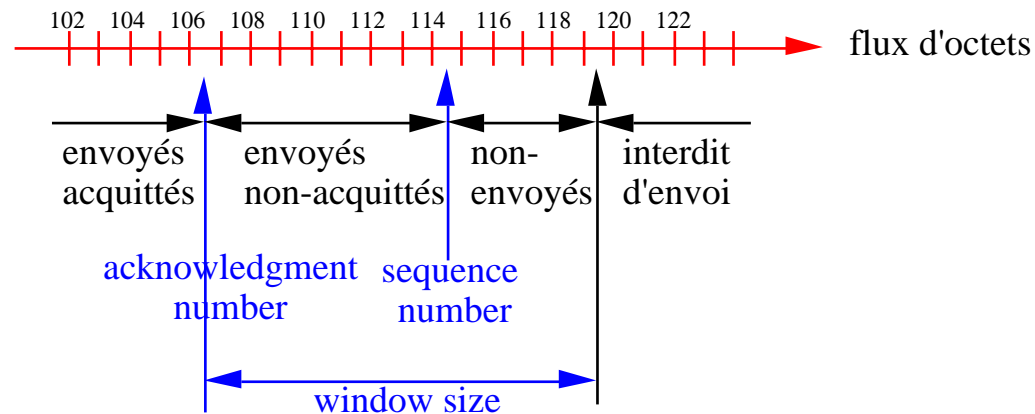 102 104 106 108 110 112 114 116 118 120 122
flux d'octets
envoyés
acquittés
envoyés
non-acquittés
non-
envoyés
interdit
d'envoi
acknowledgment
number
sequence
number
window size